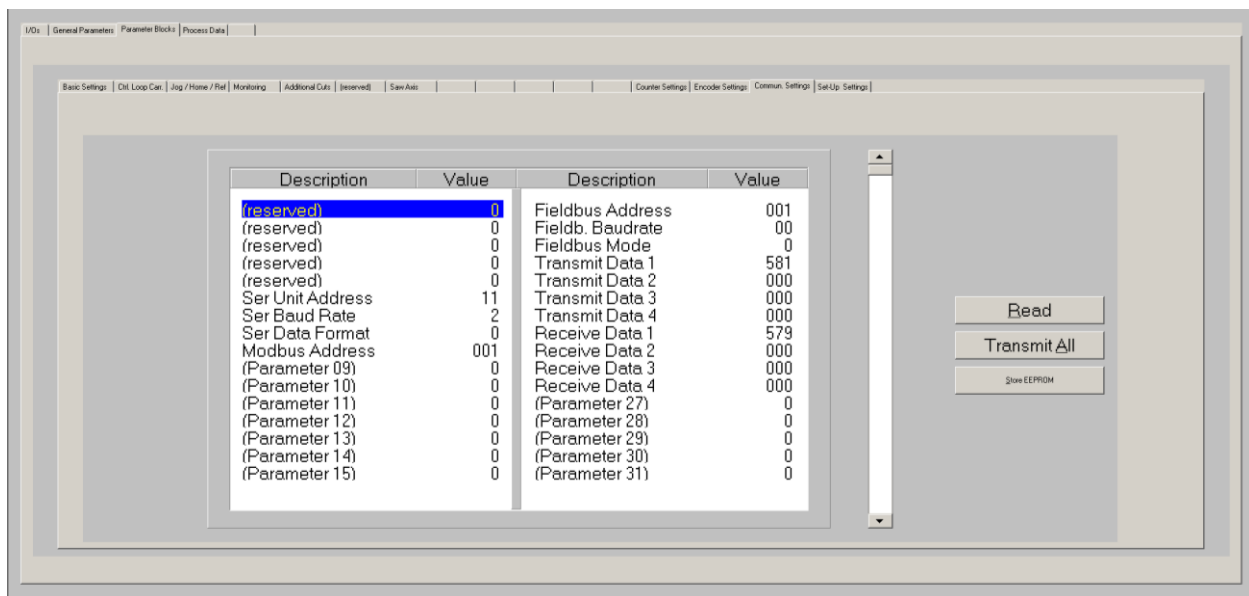 I/Os General Parameters Parameter Blocks Process Data
Basic Settings Ctrl. Loop Carr. Jog / Home / Ref Monitoring Additional Cuts (reserved) Saw Axis Counter Settings Encoder Settings Commun. Settings Set-Up Settings
Description Value Description Value
(reserved) 0 Fieldbus Address 001
(reserved) 0 Fieldb. Baudrate 00
(reserved) 0 Fieldbus Mode 0
(reserved) 0 Transmit Data 1 581
(reserved) 0 Transmit Data 2 000
Ser Unit Address 11 Transmit Data 3 000
Ser Baud Rate 2 Transmit Data 4 000
Ser Data Format 0 Receive Data 1 579
Modbus Address 001 Receive Data 2 000
(Parameter 09) 0 Receive Data 3 000
(Parameter 10) 0 Receive Data 4 000
(Parameter 11) 0 (Parameter 27) 0
(Parameter 12) 0 (Parameter 28) 0
(Parameter 13) 0 (Parameter 29) 0
(Parameter 14) 0 (Parameter 30) 0
(Parameter 15) 0 (Parameter 31) 0
Read
Transmit All
Store EEPROM